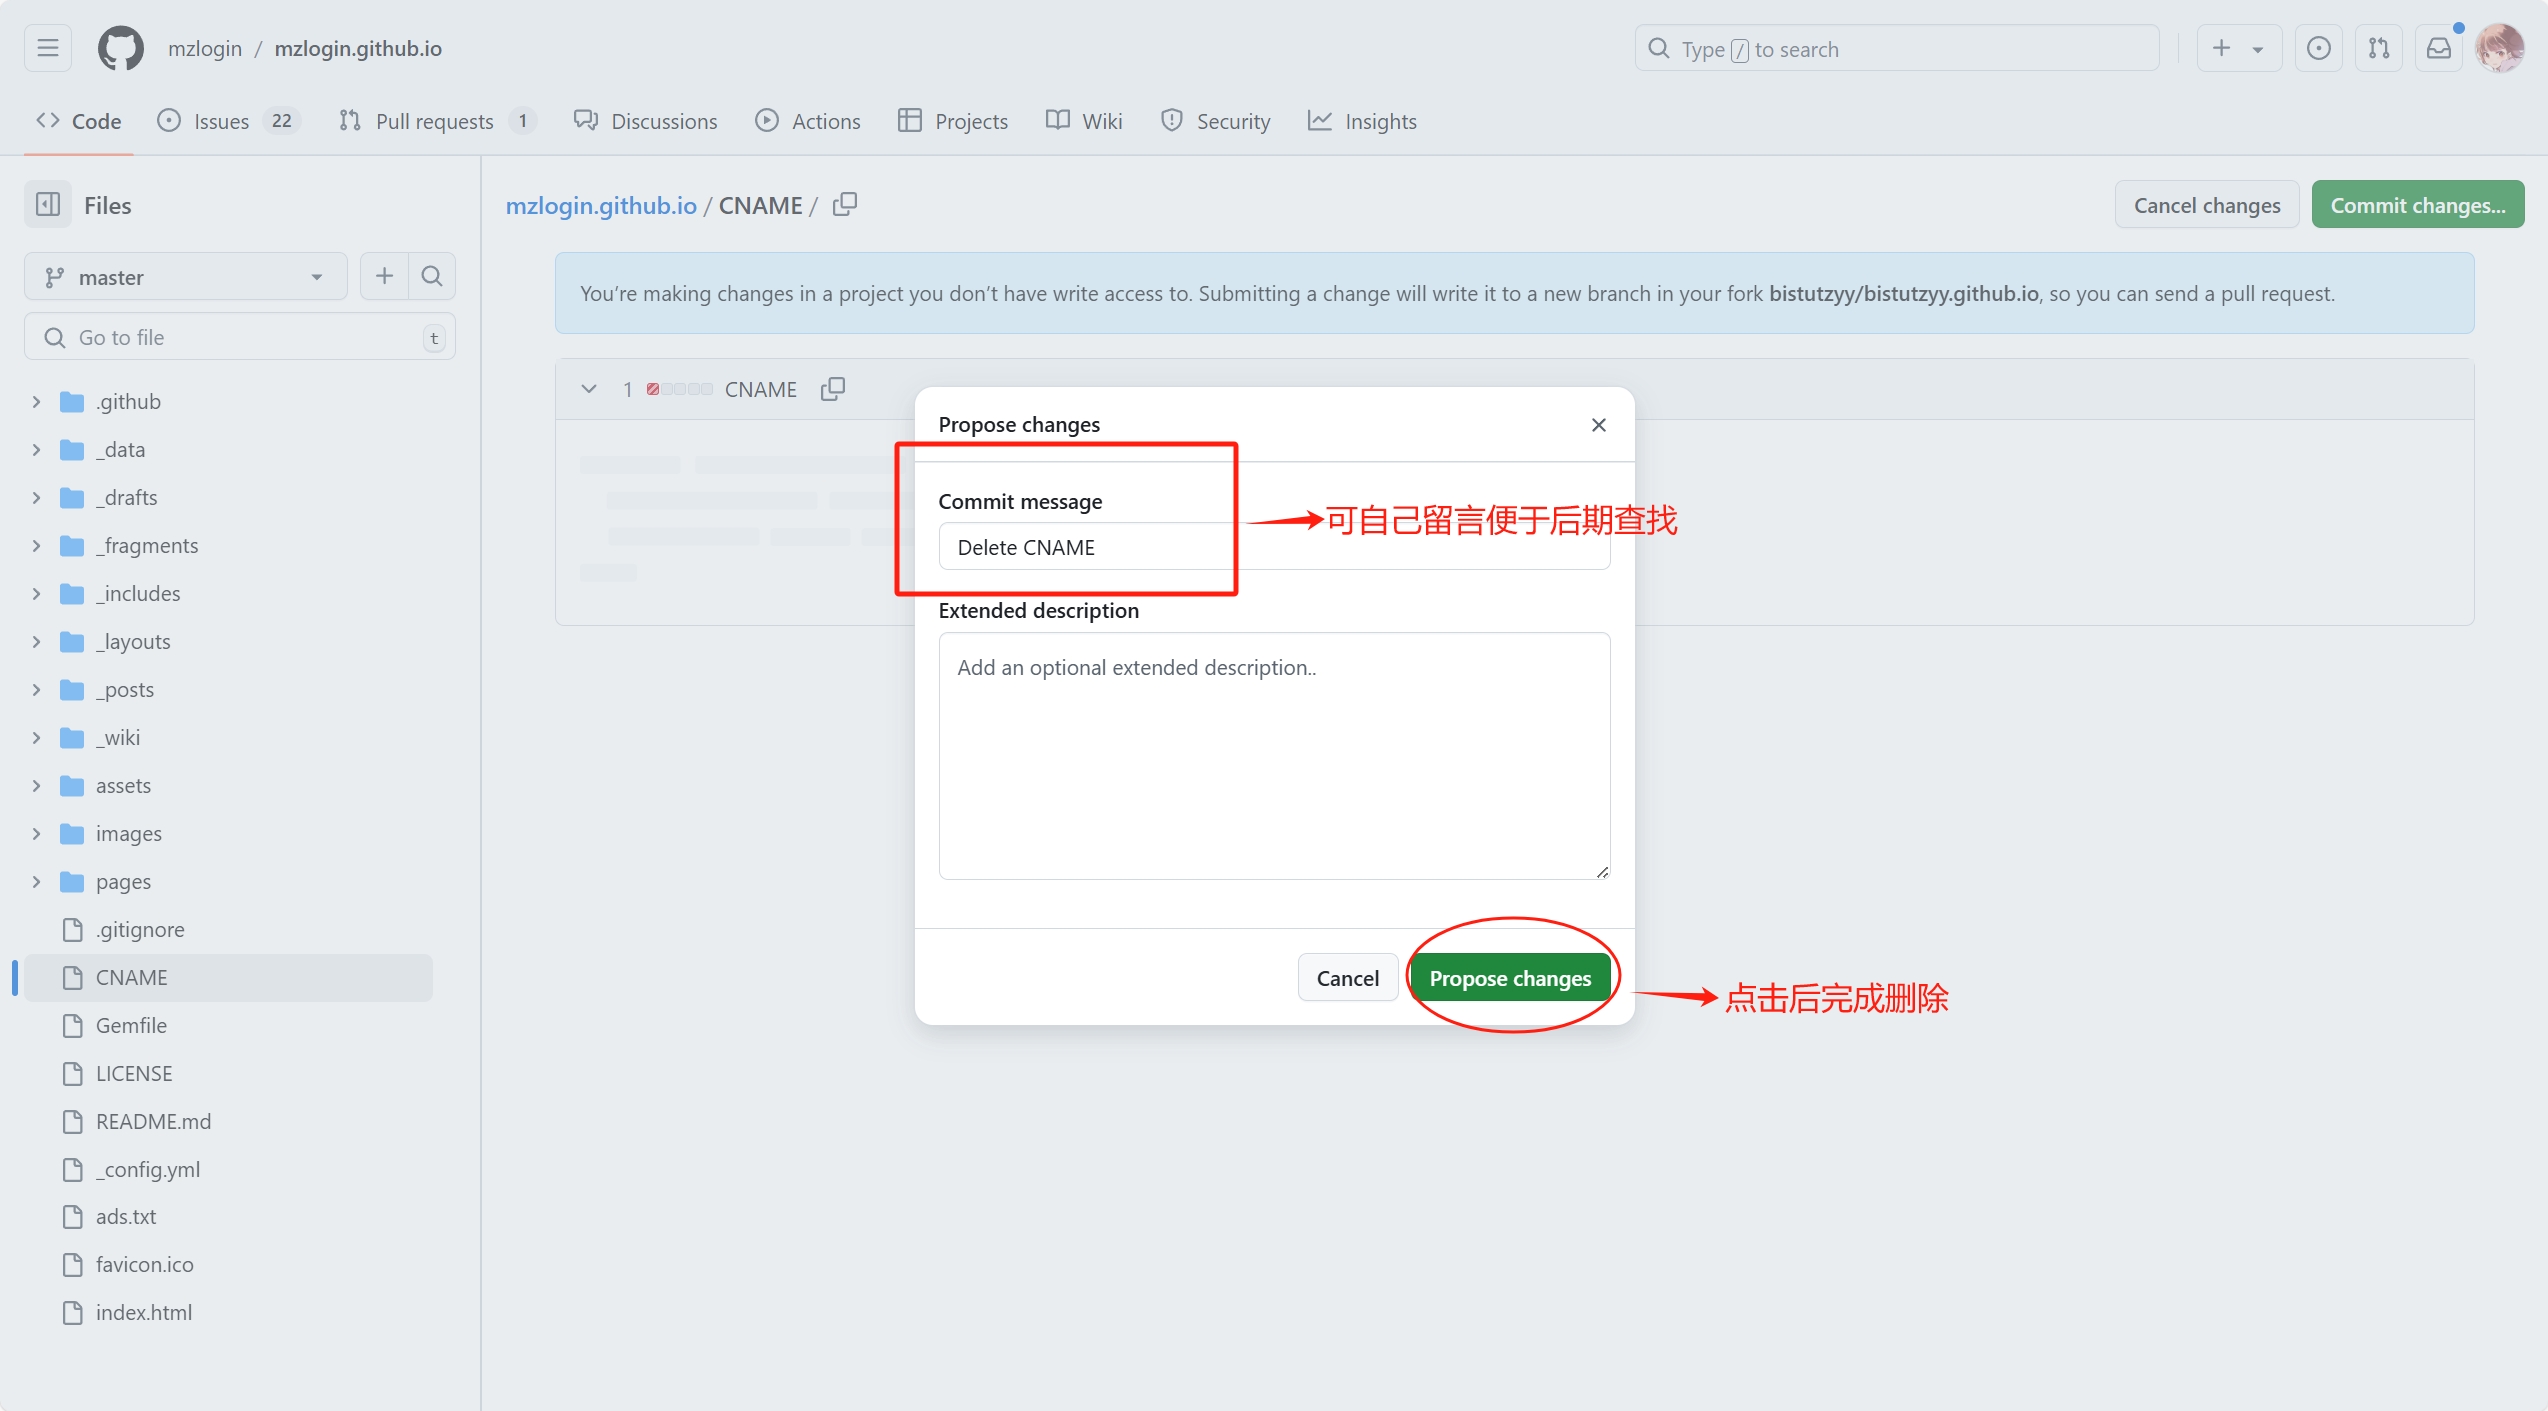 mzlogin / mzlogin.github.io
Type / to search
Code
Issues 22
Pull requests 1
Discussions
Actions
Projects
Wiki
Security
Insights
Files
mzlogin.github.io / CNAME /
Cancel changes
Commit changes...
master
You’re making changes in a project you don’t have write access to. Submitting a change will write it to a new branch in your fork bistutzyy/bistutzyy.github.io, so you can send a pull request.
Go to file
t
1 CNAME
.github
_data
_drafts
_fragments
_includes
_layouts
_posts
_wiki
assets
images
pages
.gitignore
CNAME
Gemfile
LICENSE
README.md
_config.yml
ads.txt
favicon.ico
index.html
Propose changes
Commit message
可自己留言便于后期查找
Delete CNAME
Extended description
Add an optional extended description..
Cancel
Propose changes
点击后完成删除